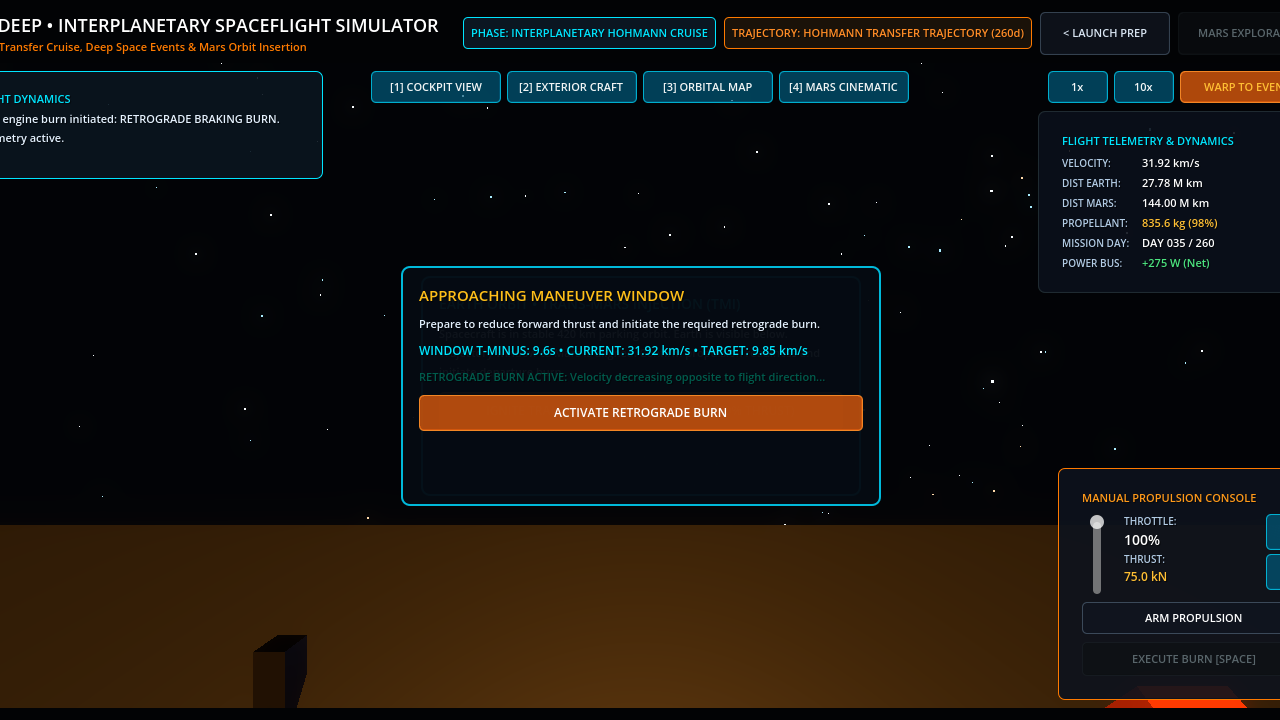 DEEP • INTERPLANETARY SPACEFLIGHT SIMULATOR
Transfer Cruise, Deep Space Events & Mars Orbit Insertion
PHASE: INTERPLANETARY HOHMANN CRUISE
TRAJECTORY: HOHMANN TRANSFER TRAJECTORY (260d)
< LAUNCH PREP
MARS EXPLORA
HT DYNAMICS
engine burn initiated: RETROGRADE BRAKING BURN.
metry active.
[1] COCKPIT VIEW
[2] EXTERIOR CRAFT
[3] ORBITAL MAP
[4] MARS CINEMATIC
1x
10x
WARP TO EVEN
FLIGHT TELEMETRY & DYNAMICS
VELOCITY: 31.92 km/s
DIST EARTH: 27.78 M km
DIST MARS: 144.00 M km
PROPELLANT: 835.6 kg (98%)
MISSION DAY: DAY 035 / 260
POWER BUS: +275 W (Net)
APPROACHING MANEUVER WINDOW
Prepare to reduce forward thrust and initiate the required retrograde burn.
WINDOW T-MINUS: 9.6s • CURRENT: 31.92 km/s • TARGET: 9.85 km/s
RETROGRADE BURN ACTIVE: Velocity decreasing opposite to flight direction...
ACTIVATE RETROGRADE BURN
MANUAL PROPULSION CONSOLE
THROTTLE:
100%
THRUST:
75.0 kN
ARM PROPULSION
EXECUTE BURN [SPACE]